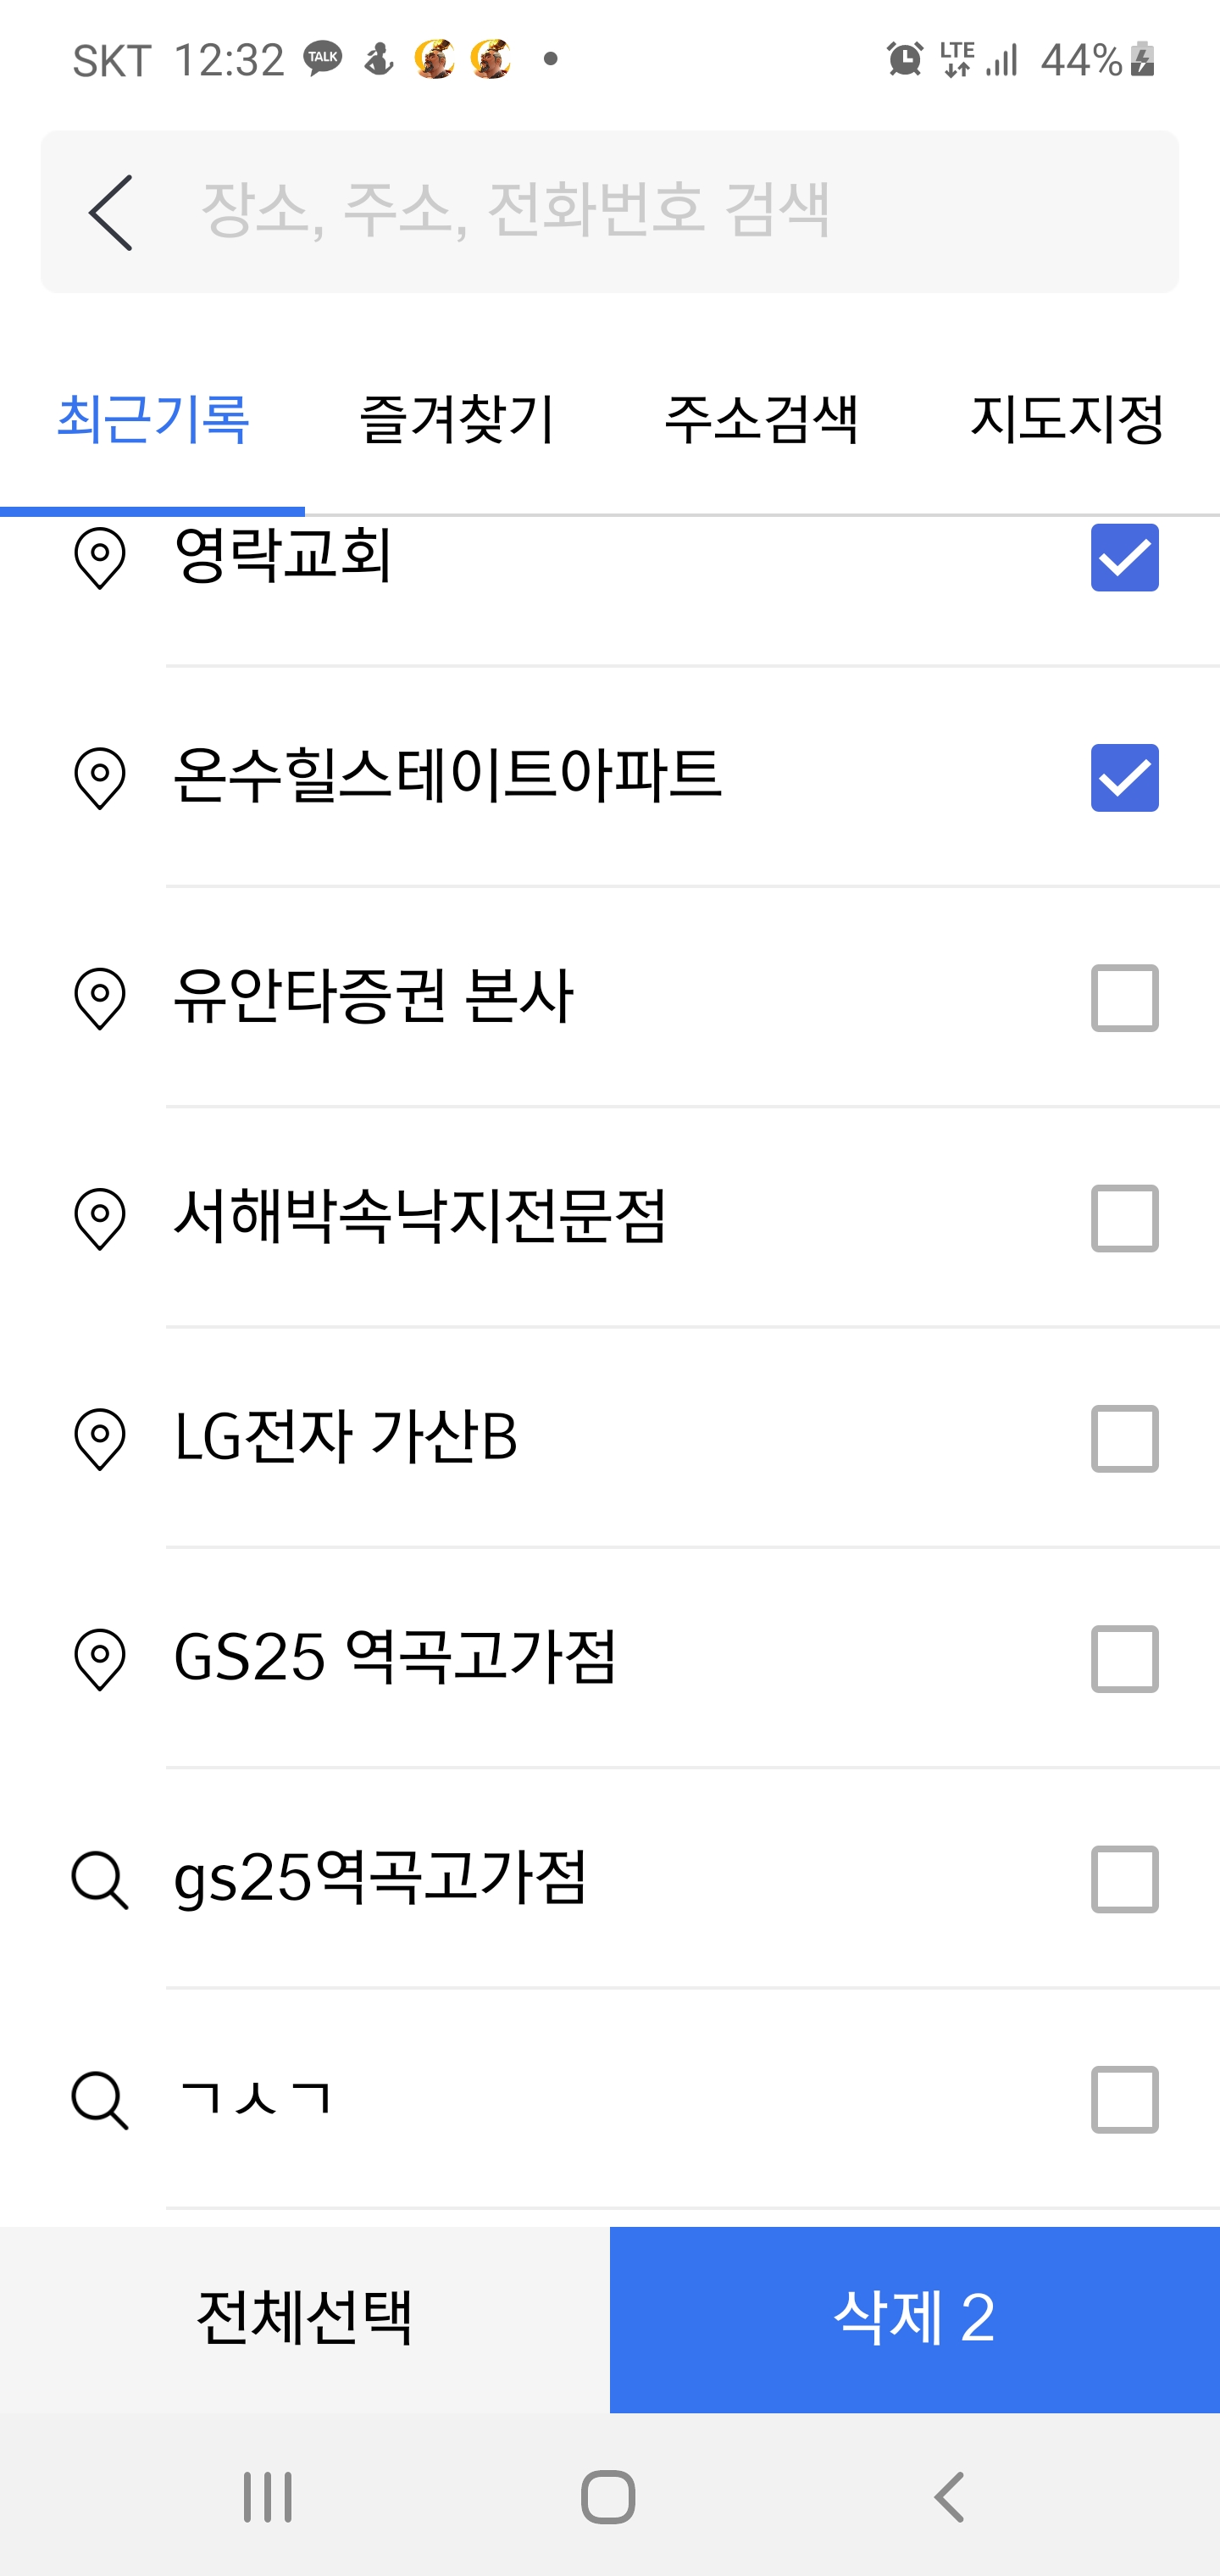 SKT 12:32 TALK LTE 44%
장소, 주소, 전화번호 검색
최근기록 즐겨찾기 주소검색 지도지정
영락교회
온수힐스테이트아파트
유안타증권 본사
서해박속낙지전문점
LG전자 가산B
GS25 역곡고가점
gs25역곡고가점
ㄱㅅㄱ
전체선택 삭제 2